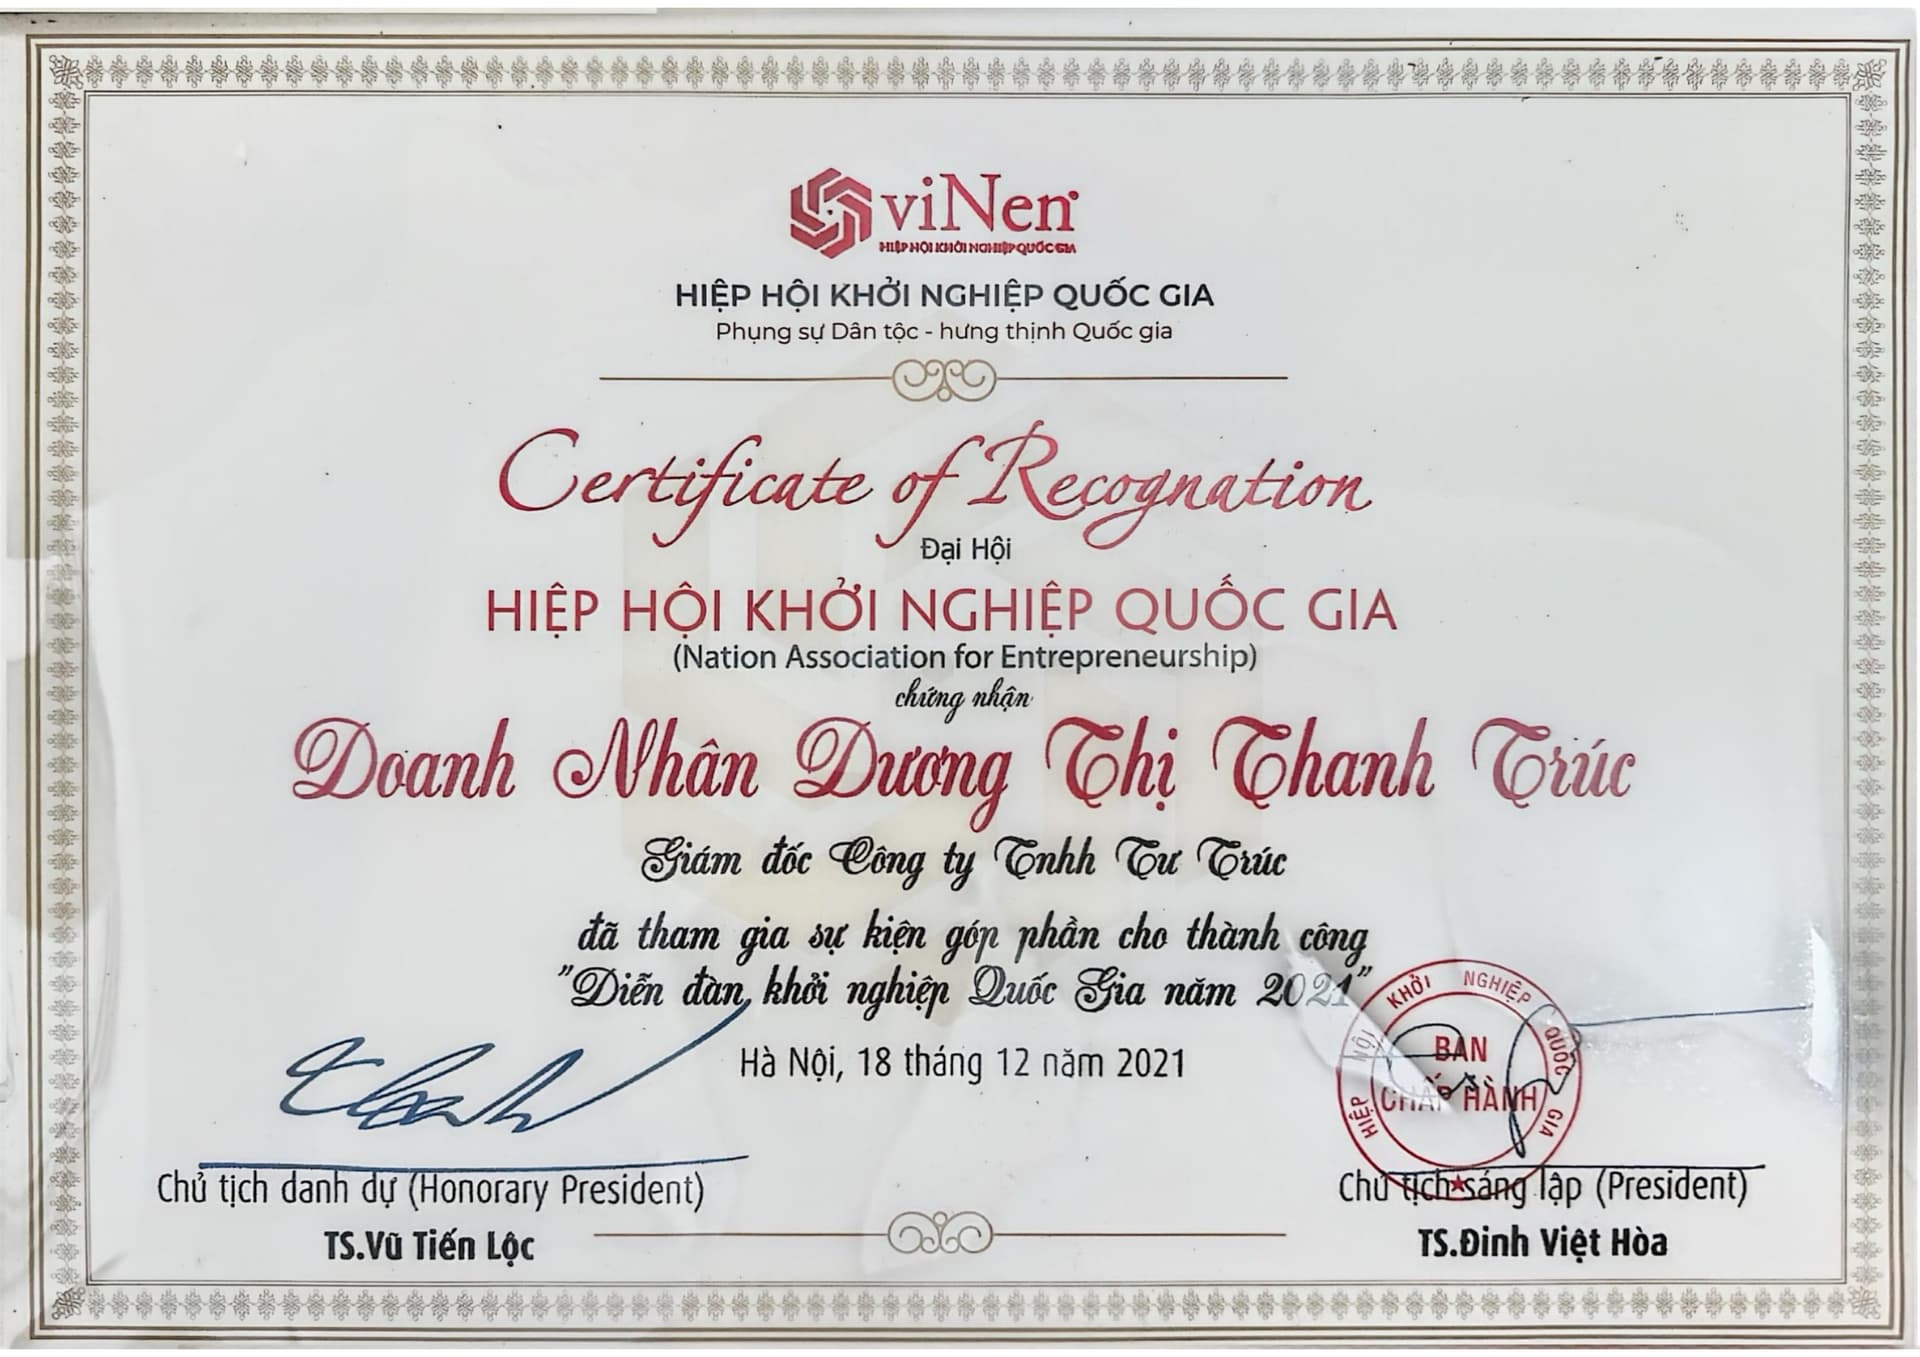 viNen
HIỆP HỘI KHỞI NGHIỆP QUỐC GIA
HIỆP HỘI KHỞI NGHIỆP QUỐC GIA
Phụng sự Dân tộc - hưng thịnh Quốc gia
Certificate of Recognation
Đại Hội
HIỆP HỘI KHỞI NGHIỆP QUỐC GIA
(Nation Association for Entrepreneurship)
chứng nhận
Doanh Nhân Dương Thị Thanh Trúc
Giám đốc Công ty Tnhh Tư Trúc
đã tham gia sự kiện góp phần cho thành công
"Diễn đàn khởi nghiệp Quốc Gia năm 2021"
Hà Nội, 18 tháng 12 năm 2021
HIỆP HỘI KHỞI NGHIỆP QUỐC GIA
BAN
CHẤP HÀNH
Chủ tịch danh dự (Honorary President)
TS.Vũ Tiến Lộc
Chủ tịch sáng lập (President)
TS.Đinh Việt Hòa